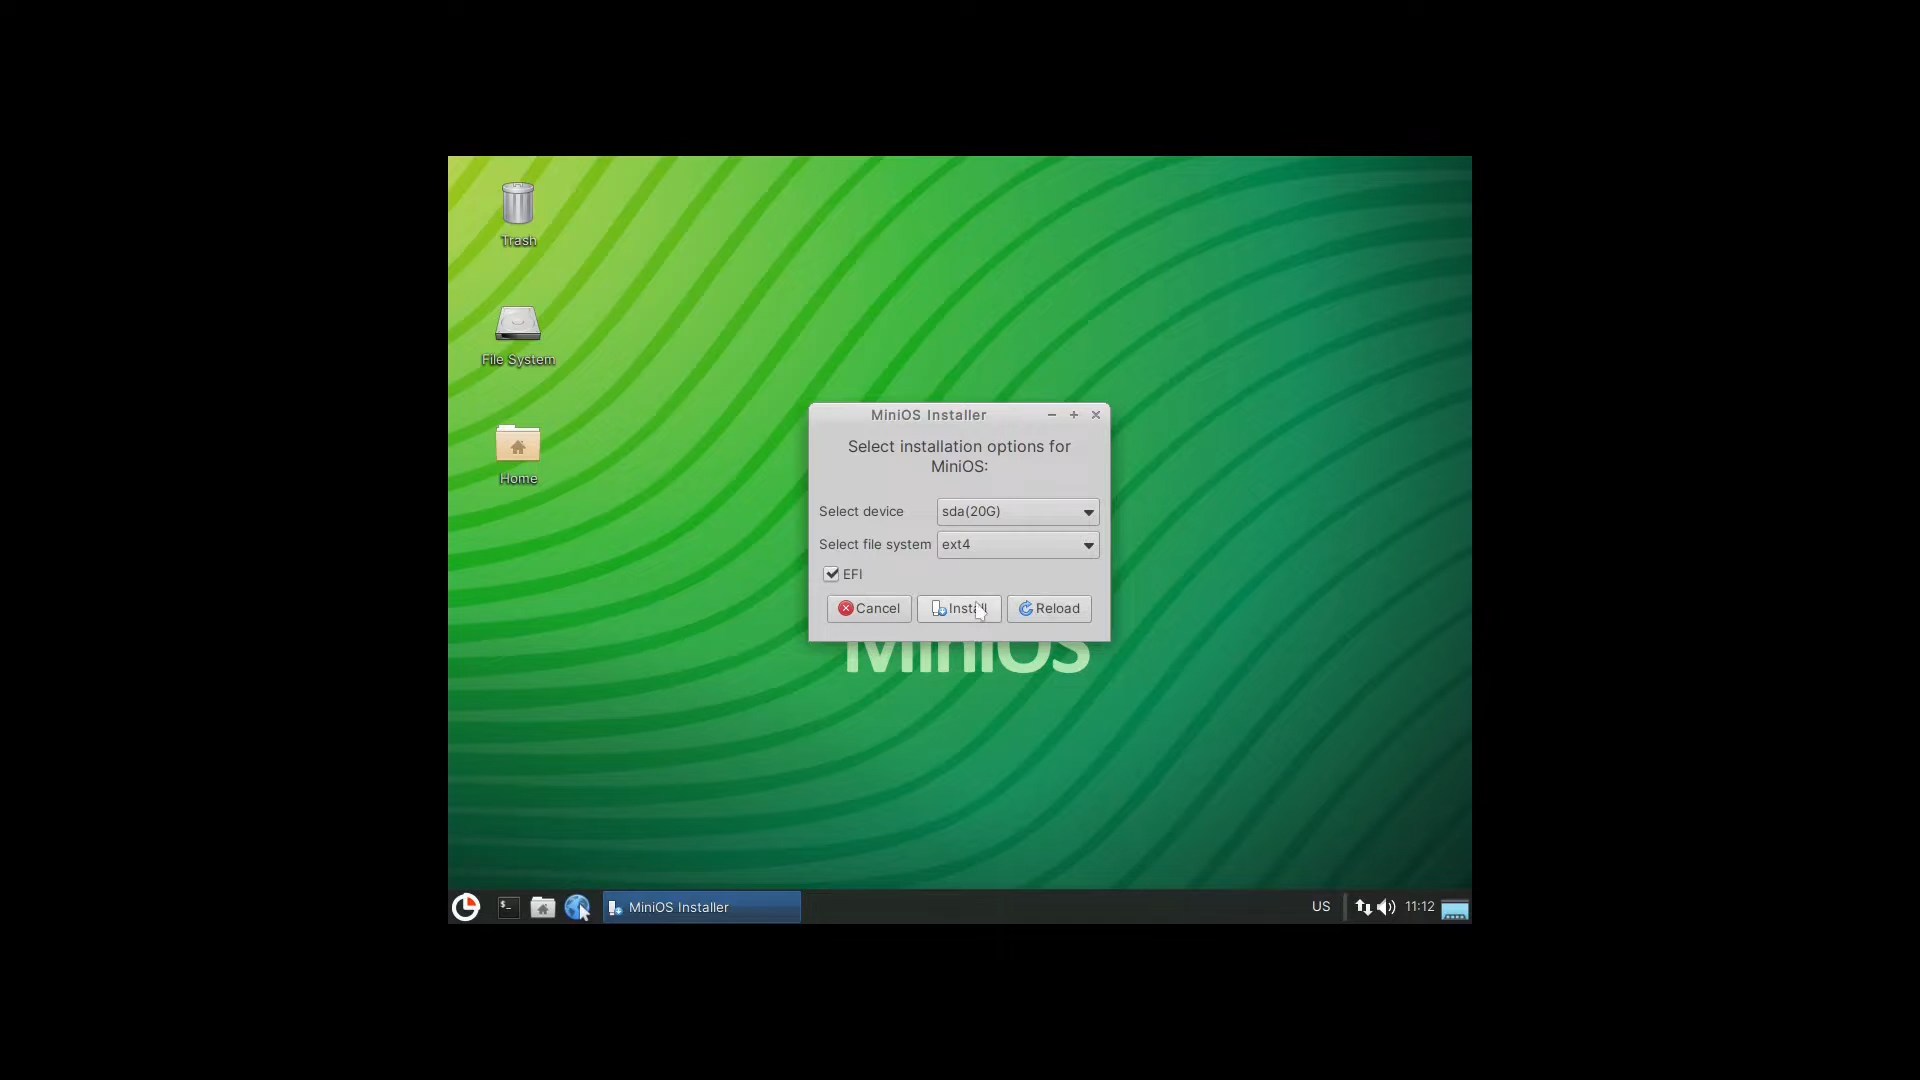 Trash
File System
Home
MiniOS Installer
Select installation options for
MiniOS:
Select device
sda(20G)
Select file system
ext4
EFI
Cancel
Install
Reload
MiniOS
$_
MiniOS Installer
US
11:12